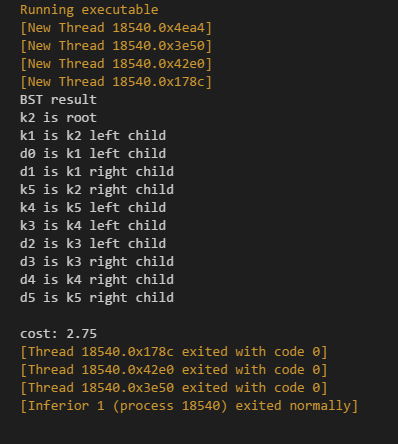 Running executable
[New Thread 18540.0x4ea4]
[New Thread 18540.0x3e50]
[New Thread 18540.0x42e0]
[New Thread 18540.0x178c]
BST result
k2 is root
k1 is k2 left child
d0 is k1 left child
d1 is k1 right child
k5 is k2 right child
k4 is k5 left child
k3 is k4 left child
d2 is k3 left child
d3 is k3 right child
d4 is k4 right child
d5 is k5 right child
cost: 2.75
[Thread 18540.0x178c exited with code 0]
[Thread 18540.0x42e0 exited with code 0]
[Thread 18540.0x3e50 exited with code 0]
[Inferior 1 (process 18540) exited normally]